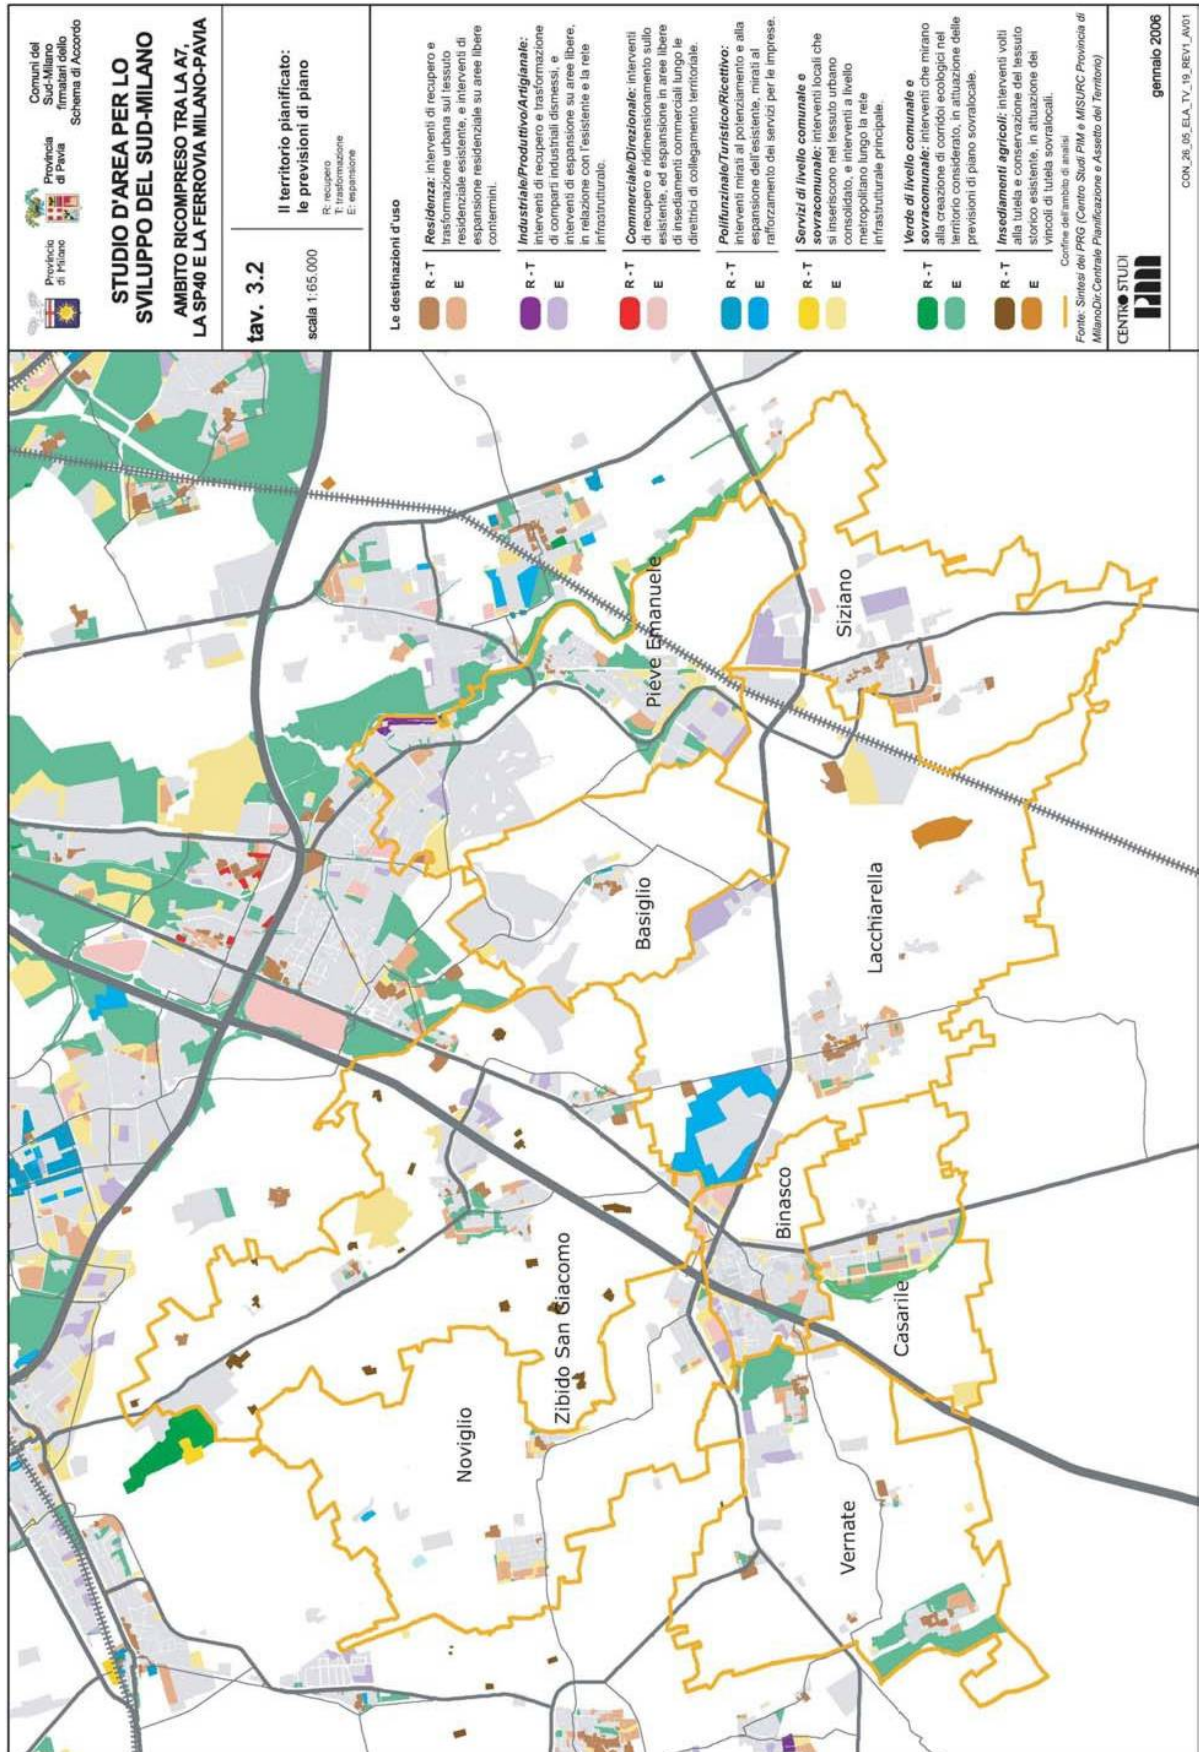 Provincia
di Milano
Provincia
di Pavia
Comuni del
Sud-Milano
firmatari dello
Schema di Accordo
STUDIO D'AREA PER LO
SVILUPPO DEL SUD-MILANO
AMBITO RICOMPRESO TRA LA A7,
LA SP40 E LA FERROVIA MILANO-PAVIA
tav. 3.2
scala 1:65.000
Il territorio pianificato:
le previsioni di piano
R: recupero
T: trasformazione
E: espansione
Le destinazioni d'uso
R - T
E
Residenza: interventi di recupero e
trasformazione urbana sul tessuto
residenziale esistente, e interventi di
espansione residenziale su aree libere
contermini.
R - T
E
Industriale/Produttivo/Artigianale:
interventi di recupero e trasformazione
di comparti industriali dismessi, e
interventi di espansione su aree libere,
in relazione con l'esistente e la rete
infrastrutturale.
R - T
E
Commerciale/Direzionale: interventi
di recupero e ridimensionamento sullo
esistente, ed espansione in aree libere
di insediamenti commerciali lungo le
direttrici di collegamento territoriale.
R - T
E
Polifunzinale/Turistico/Ricettivo:
interventi mirati al potenziamento e alla
espansione dell'esistente, mirati al
rafforzamento dei servizi per le imprese.
R - T
E
Servizi di livello comunale e
sovracomunale: interventi locali che
si inseriscono nel tessuto urbano
consolidato, e interventi a livello
metropolitano lungo la rete
infrastrutturale principale.
R - T
E
Verde di livello comunale e
sovracomunale: interventi che mirano
alla creazione di corridoi ecologici nel
territorio considerato, in attuazione delle
previsioni di piano sovralocale.
R - T
E
Insediamenti agricoli: interventi volti
alla tutela e conservazione del tessuto
storico esistente, in attuazione dei
vincoli di tutela sovralocali.
Confine dell'ambito di analisi
Fonte: Sintesi dei PRG (Centro Studi PIM e MISURC Provincia di
MilanoDir.Centrale Pianificazione e Assetto del Territorio)
CENTRO STUDI
PIM
gennaio 2006
CON_26_05_ELA_TV_19_REV1_AV01
Pieve Emanuele
Basiglio
Siziano
Lacchiarella
Zibido San Giacomo
Noviglio
Binasco
Casarile
Vernate